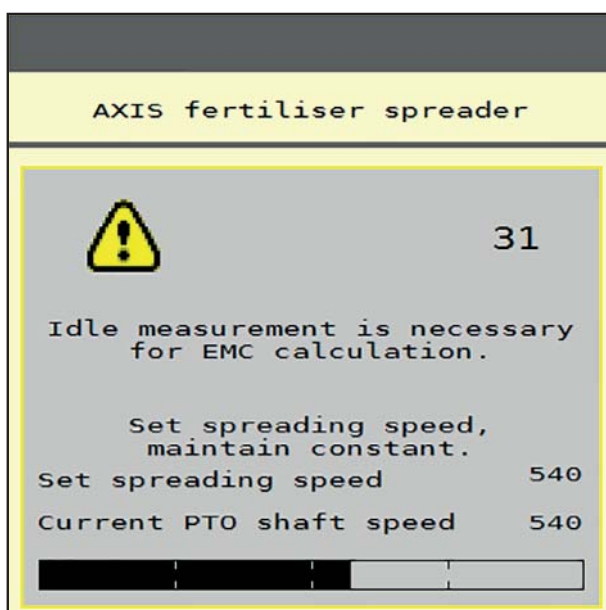 AXIS fertiliser spreader
31
Idle measurement is necessary
for EMC calculation.
Set spreading speed,
maintain constant.
Set spreading speed 540
Current PTO shaft speed 540